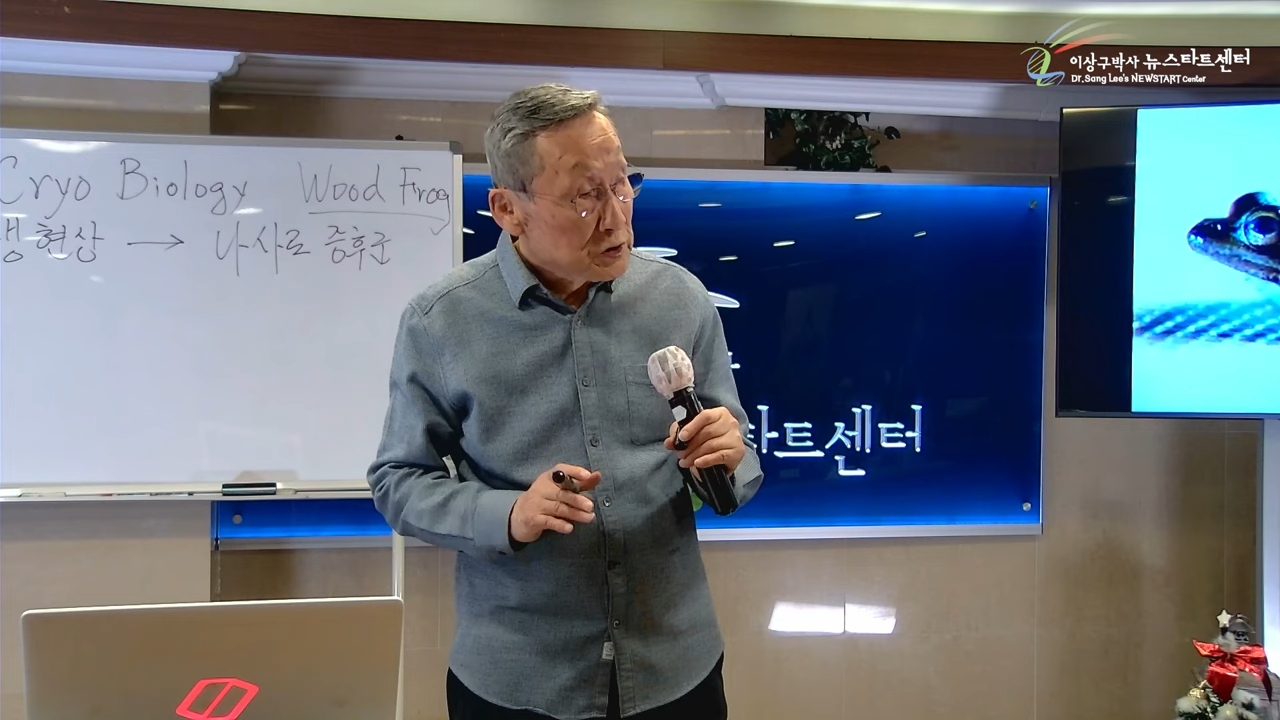 이상구박사 뉴스타트센터
Dr. Sang Lee's NEWSTART Center
Cryo Biology Wood Frog
생현상 → 나사로 증후군
타트센터